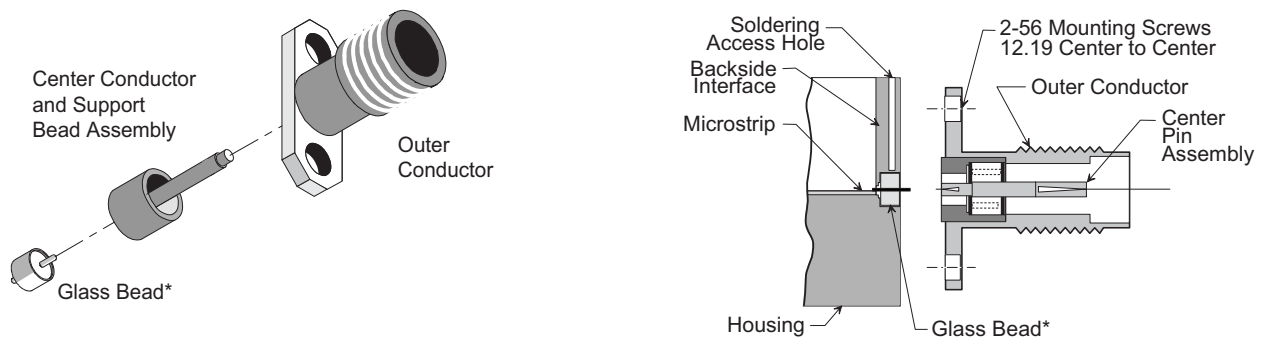 Center Conductor
and Support
Bead Assembly
Outer
Conductor
Glass Bead*
Soldering
Access Hole
Backside
Interface
Microstrip
Housing
Glass Bead*
2-56 Mounting Screws
12.19 Center to Center
Outer Conductor
Center
Pin
Assembly